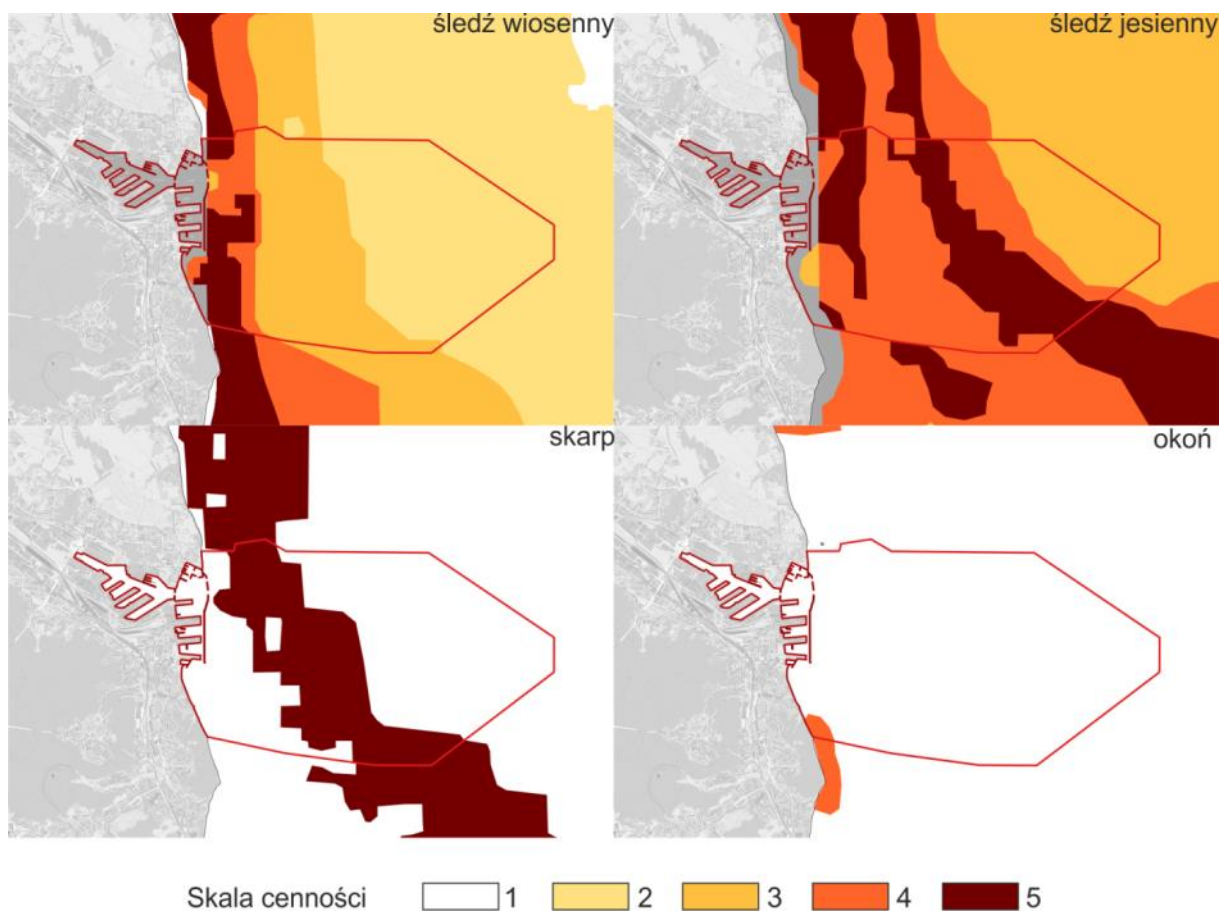 śledź wiosenny
śledź jesienny
skarp
okoń
Skala cenności 1 2 3 4 5